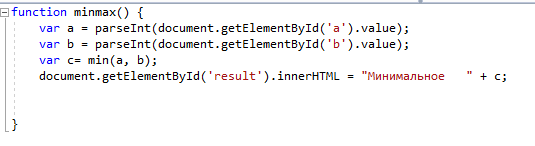 function minmax() {
var a = parseInt(document.getElementById('a').value);
var b = parseInt(document.getElementById('b').value);
var c= min(a, b);
document.getElementById('result').innerHTML = "Минимальное   " + c;
}